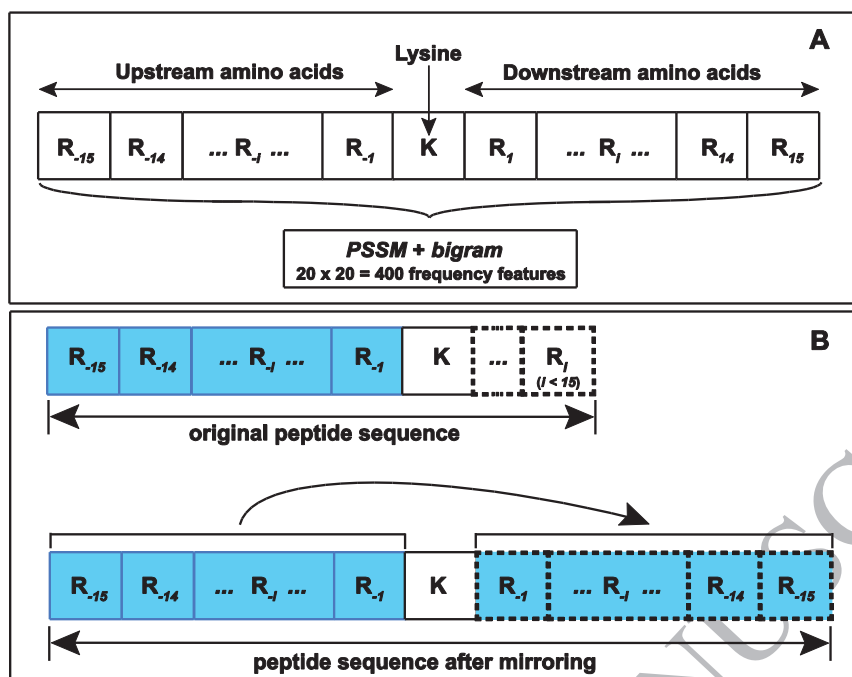 A
Lysine
Upstream amino acids Downstream amino acids
R-15 R-14 ... R-i ... R-1 K R1 ... Ri ... R14 R15
PSSM + bigram
20 x 20 = 400 frequency features
B
R-15 R-14 ... R-i ... R-1 K ... Ri
(i < 15)
original peptide sequence
R-15 R-14 ... R-i ... R-1 K R-1 ... R-i ... R-14 R-15
peptide sequence after mirroring
NUSC